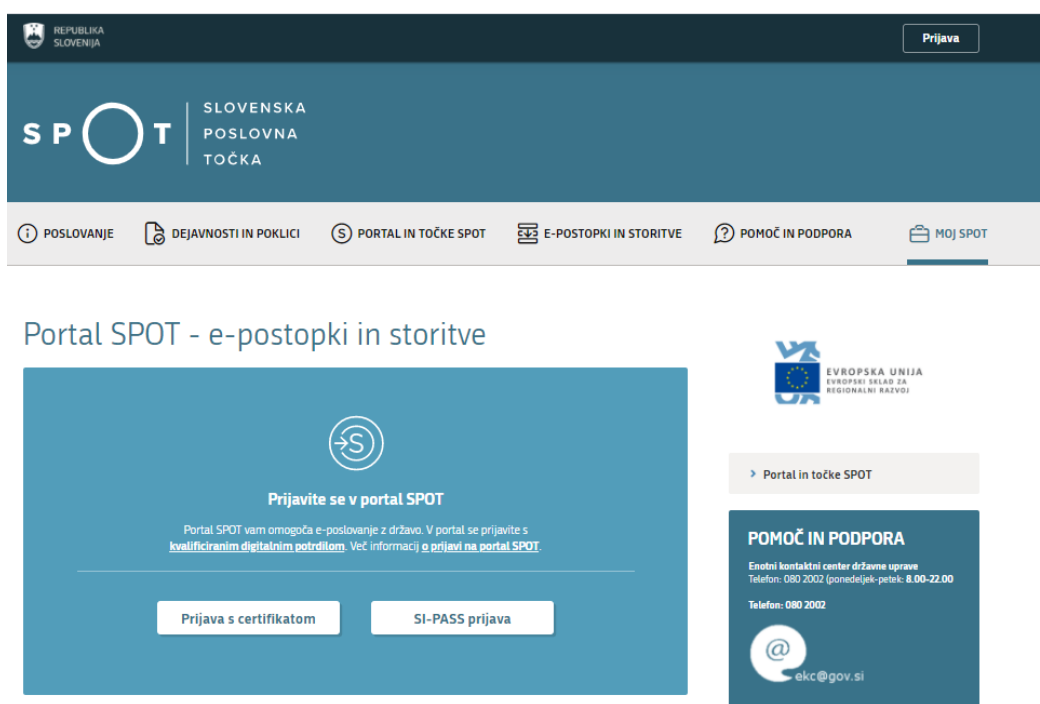 REPUBLIKA
SLOVENIJA
Prijava
SPOT
SLOVENSKA
POSLOVNA
TOČKA
POSLOVANJE
DEJAVNOSTI IN POKLICI
PORTAL IN TOČKE SPOT
E-POSTOPKI IN STORITVE
POMOČ IN PODPORA
MOJ SPOT
Portal SPOT - e-postopki in storitve
S
Prijavite se v portal SPOT
Portal SPOT vam omogoča e-poslovanje z državo. V portal se prijavite s
kvalificiranim digitalnim potrdilom. Več informacij o prijavi na portal SPOT.
Prijava s certifikatom
SI-PASS prijava
EVROPSKA UNIJA
EVROPSKI SKLAD ZA
REGIONALNI RAZVOJ
Portal in točke SPOT
POMOČ IN PODPORA
Enotni kontaktni center državne uprave
Telefon: 080 2002 (ponedeljek-petek: 8.00-22.00
Telefon: 080 2002
@
ekc@gov.si